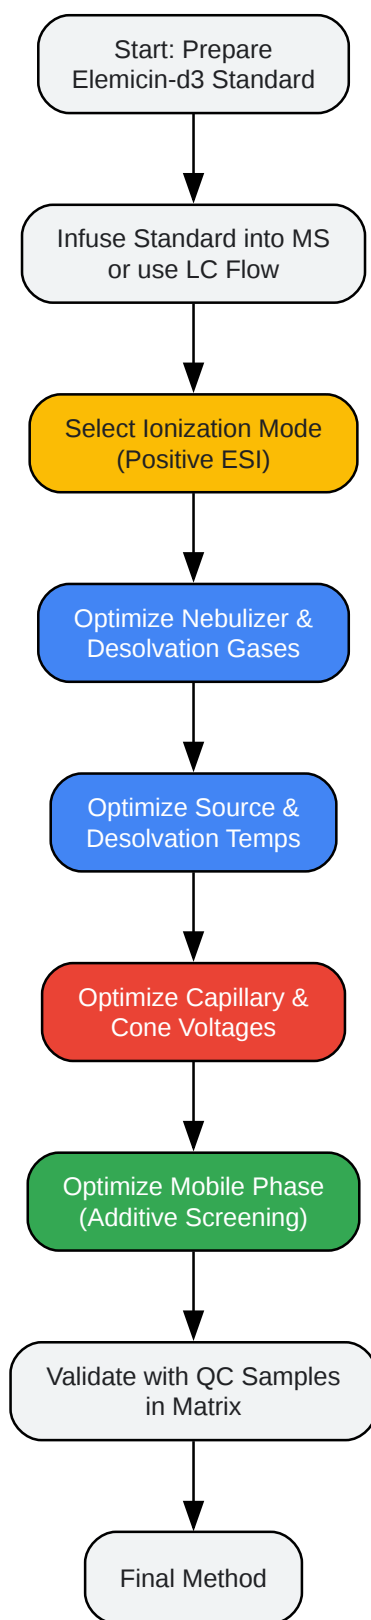 Start: Prepare
Elemicin-d3 Standard
Infuse Standard into MS
or use LC Flow
Select Ionization Mode
(Positive ESI)
Optimize Nebulizer &
Desolvation Gases
Optimize Source &
Desolvation Temps
Optimize Capillary &
Cone Voltages
Optimize Mobile Phase
(Additive Screening)
Validate with QC Samples
in Matrix
Final Method